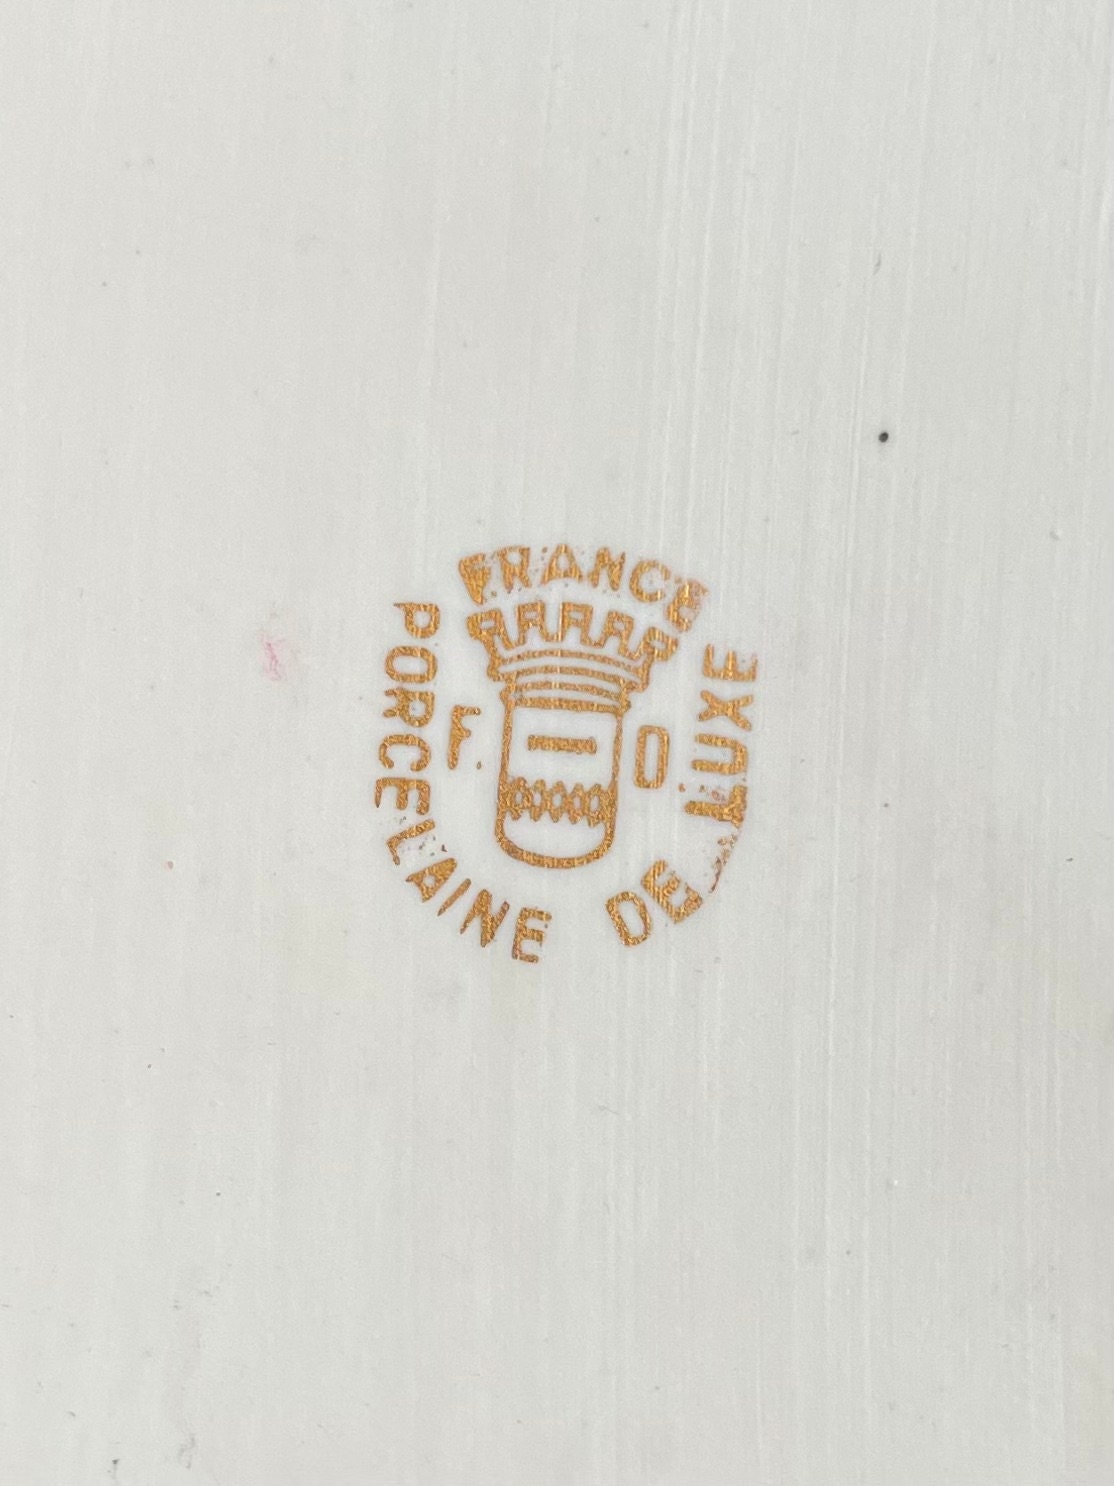 FRANCE
F. I O
PORCELAINE DE LUXE